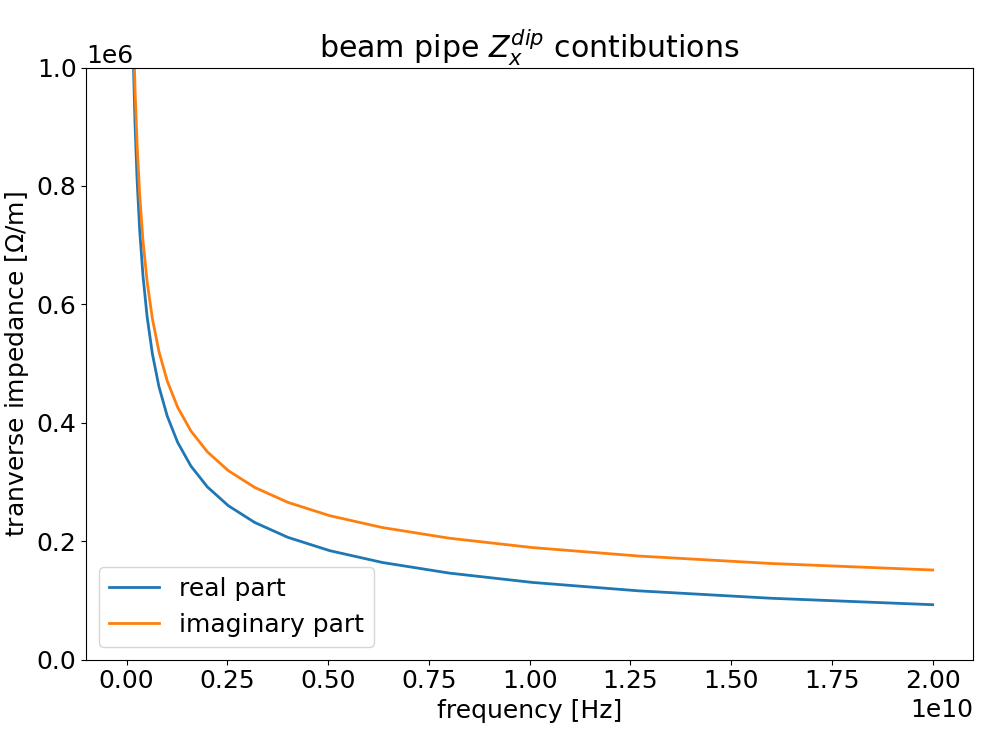 beam pipe $Z_x^{dip}$ contibutions
1e6
1.0
0.8
0.6
0.4
0.2
0.0
tranverse impedance [Ω/m]
real part
imaginary part
0.00 0.25 0.50 0.75 1.00 1.25 1.50 1.75 2.00
frequency [Hz]
1e10